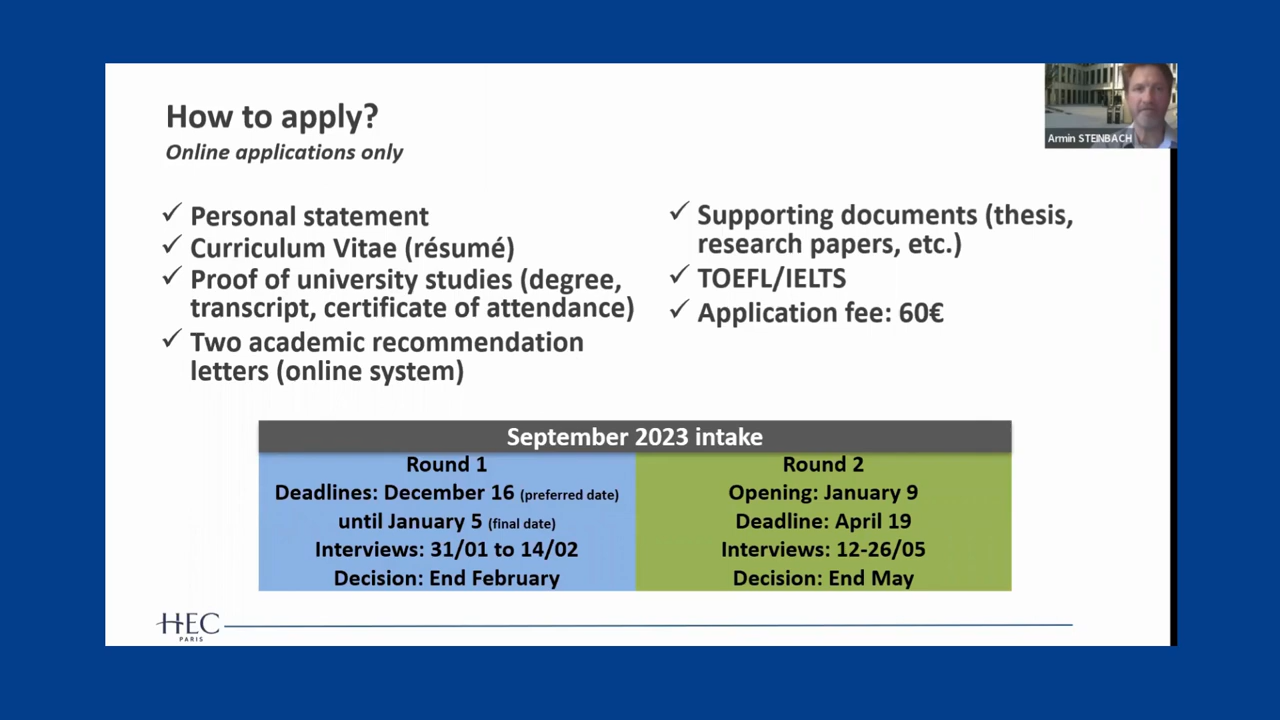 How to apply?
Online applications only
Armin STEINBACH
✓ Personal statement
✓ Curriculum Vitae (résumé)
✓ Proof of university studies (degree,
transcript, certificate of attendance)
✓ Two academic recommendation
letters (online system)
✓ Supporting documents (thesis,
research papers, etc.)
✓ TOEFL/IELTS
✓ Application fee: 60€
September 2023 intake
Round 1
Deadlines: December 16 (preferred date)
until January 5 (final date)
Interviews: 31/01 to 14/02
Decision: End February
Round 2
Opening: January 9
Deadline: April 19
Interviews: 12-26/05
Decision: End May
HEC
PARIS